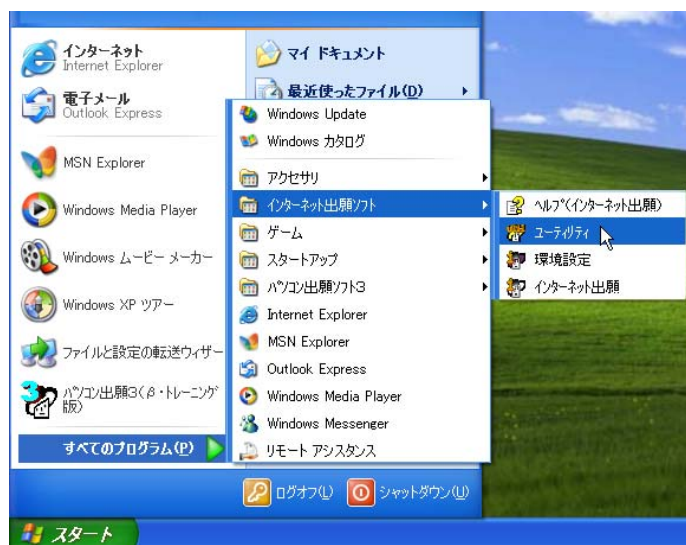 インターネット
Internet Explorer
電子メール
Outlook Express
MSN Explorer
Windows Media Player
Windows ムービー メーカー
Windows XP ツアー
ファイルと設定の転送ウィザー
パソコン出願3(β・トレーニング
版)
すべてのプログラム(P)
マイ ドキュメント
最近使ったファイル(D)
Windows Update
Windows カタログ
アクセサリ
インターネット出願ソフト
ゲーム
スタートアップ
パソコン出願ソフト3
Internet Explorer
MSN Explorer
Outlook Express
Windows Media Player
Windows Messenger
リモート アシスタンス
ヘルプ(インターネット出願)
ユーティリティ
環境設定
インターネット出願
ログオフ(L)
シャットダウン(U)
スタート